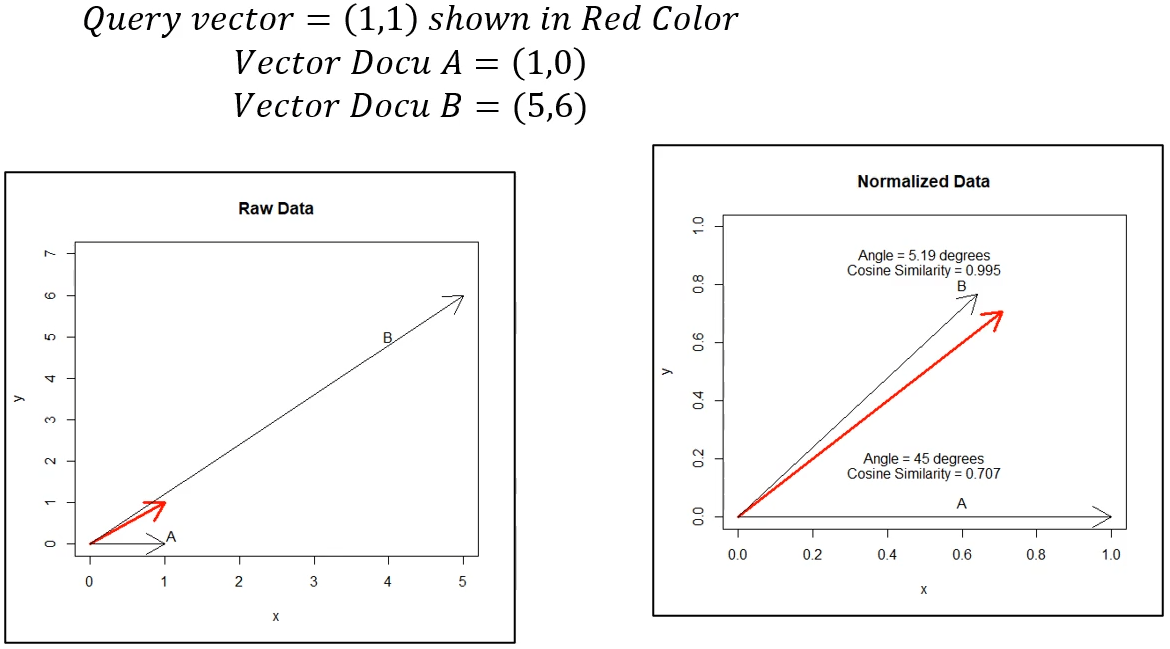 Query vector = (1,1) shown in Red Color
Vector Docu A = (1,0)
Vector Docu B = (5,6)
Raw Data
7
6
5
4
3
2
1
0
y
B
A
0 1 2 3 4 5
x
Normalized Data
1.0
0.8
0.6
0.4
0.2
0.0
y
Angle = 5.19 degrees
Cosine Similarity = 0.995
B
Angle = 45 degrees
Cosine Similarity = 0.707
A
0.0 0.2 0.4 0.6 0.8 1.0
x